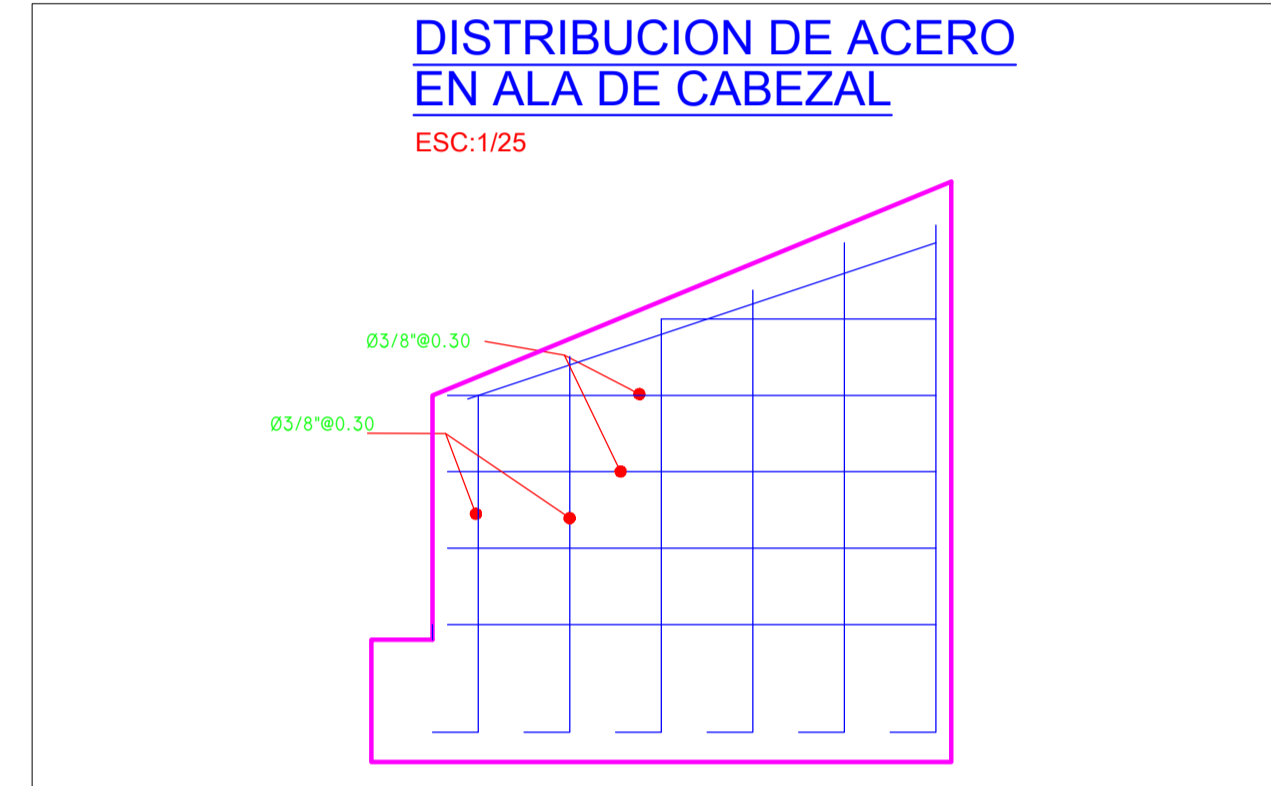 DISTRIBUCION DE ACERO
EN ALA DE CABEZAL
ESC:1/25
Ø3/8"@0.30
Ø3/8"@0.30